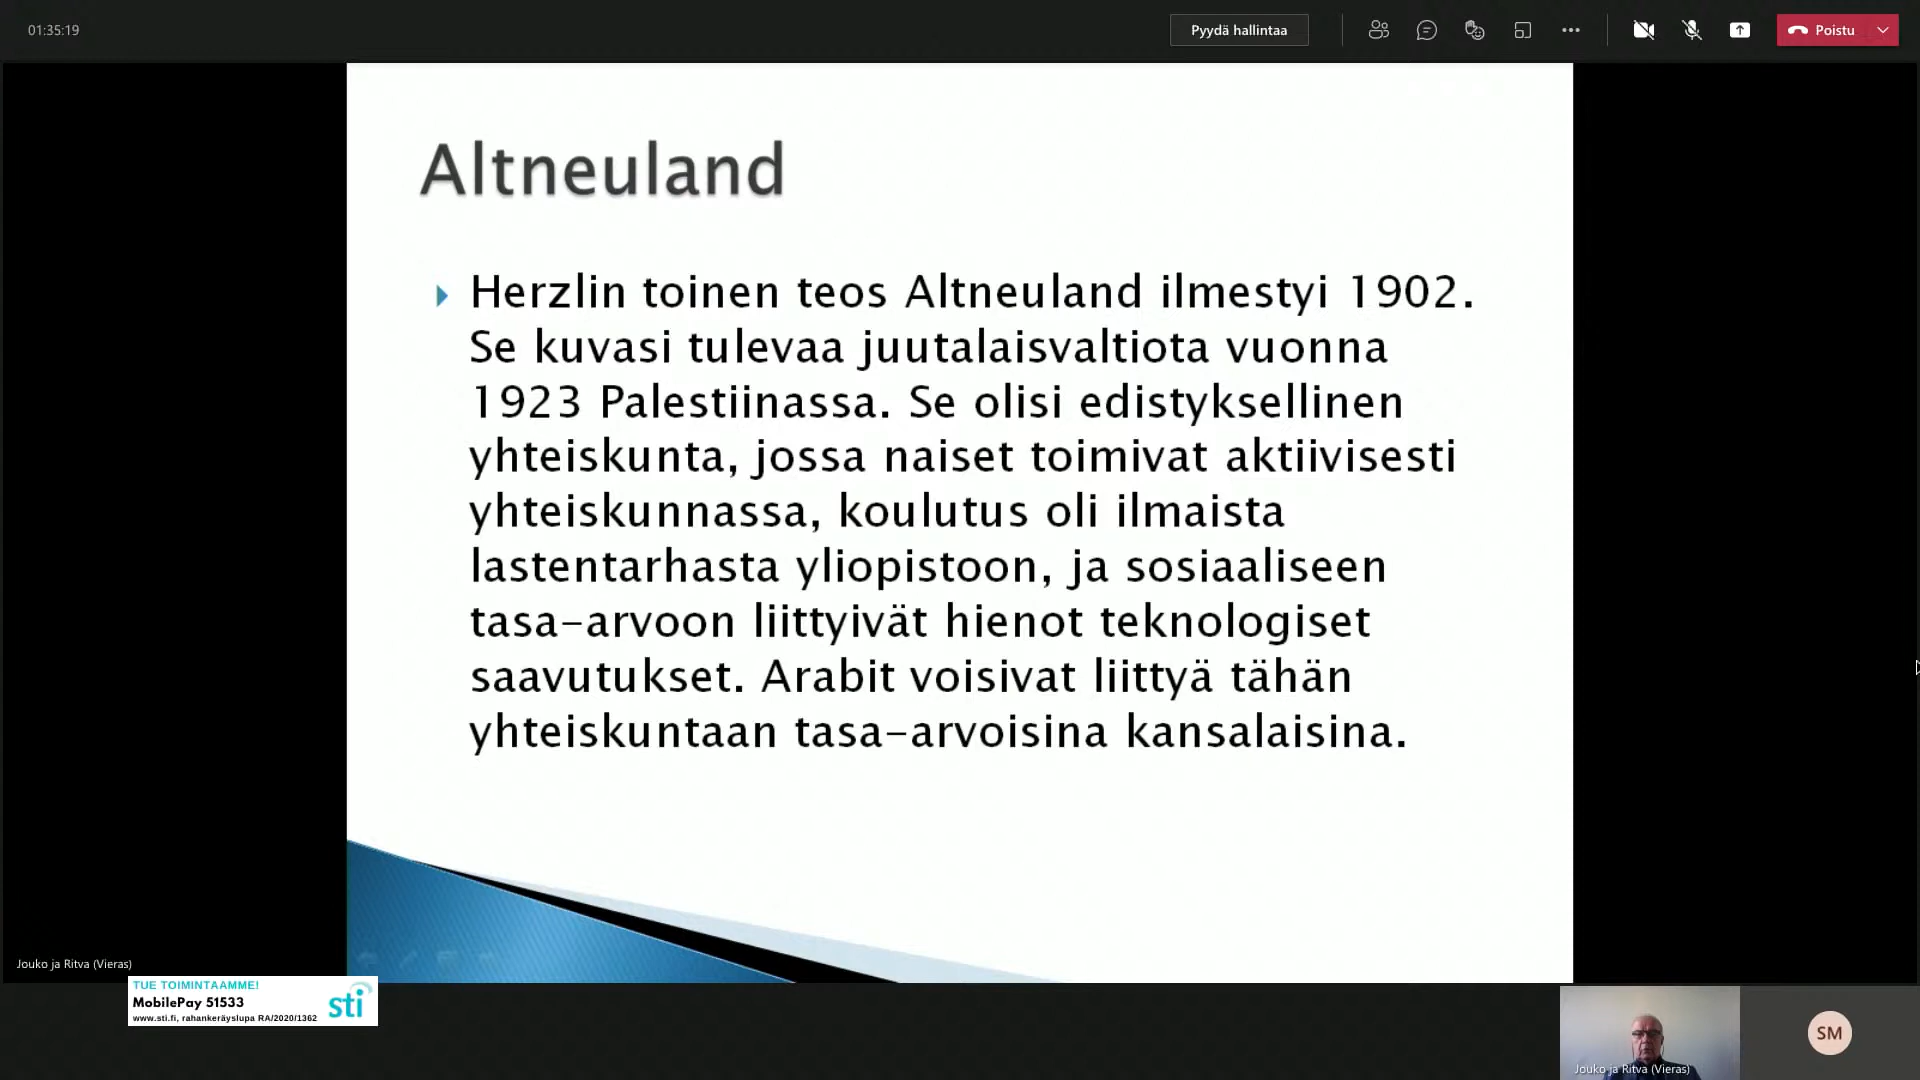 01:35:19
Pyydä hallintaa
Poistu
Altneuland
Herzlin toinen teos Altneuland ilmestyi 1902.
Se kuvasi tulevaa juutalaisvaltiota vuonna
1923 Palestiinassa. Se olisi edistyksellinen
yhteiskunta, jossa naiset toimivat aktiivisesti
yhteiskunnassa, koulutus oli ilmaista
lastentarhasta yliopistoon, ja sosiaaliseen
tasa-arvoon liittyivät hienot teknologiset
saavutukset. Arabit voisivat liittyä tähän
yhteiskuntaan tasa-arvoisina kansalaisina.
Jouko ja Ritva (Vieras)
TUE TOIMINTAAMME!
MobilePay 51533
www.sti.fi, rahankeräyslupa RA/2020/1362
sti
SM
Jouko ja Ritva (Vieras)